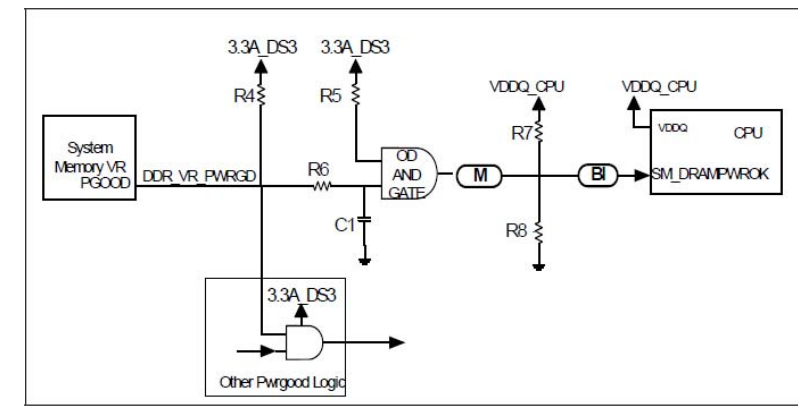 3.3A_DS3 3.3A_DS3
R4 R5 VDDQ_CPU VDDQ_CPU
R7 VDDQ CPU
System
Memory VR
PGOOD DDR_VR_PWRGD R6 OD
AND
GATE M BI SM_DRAMPWROK
C1 R8
3.3A_DS3
Other Pwrgood Logic